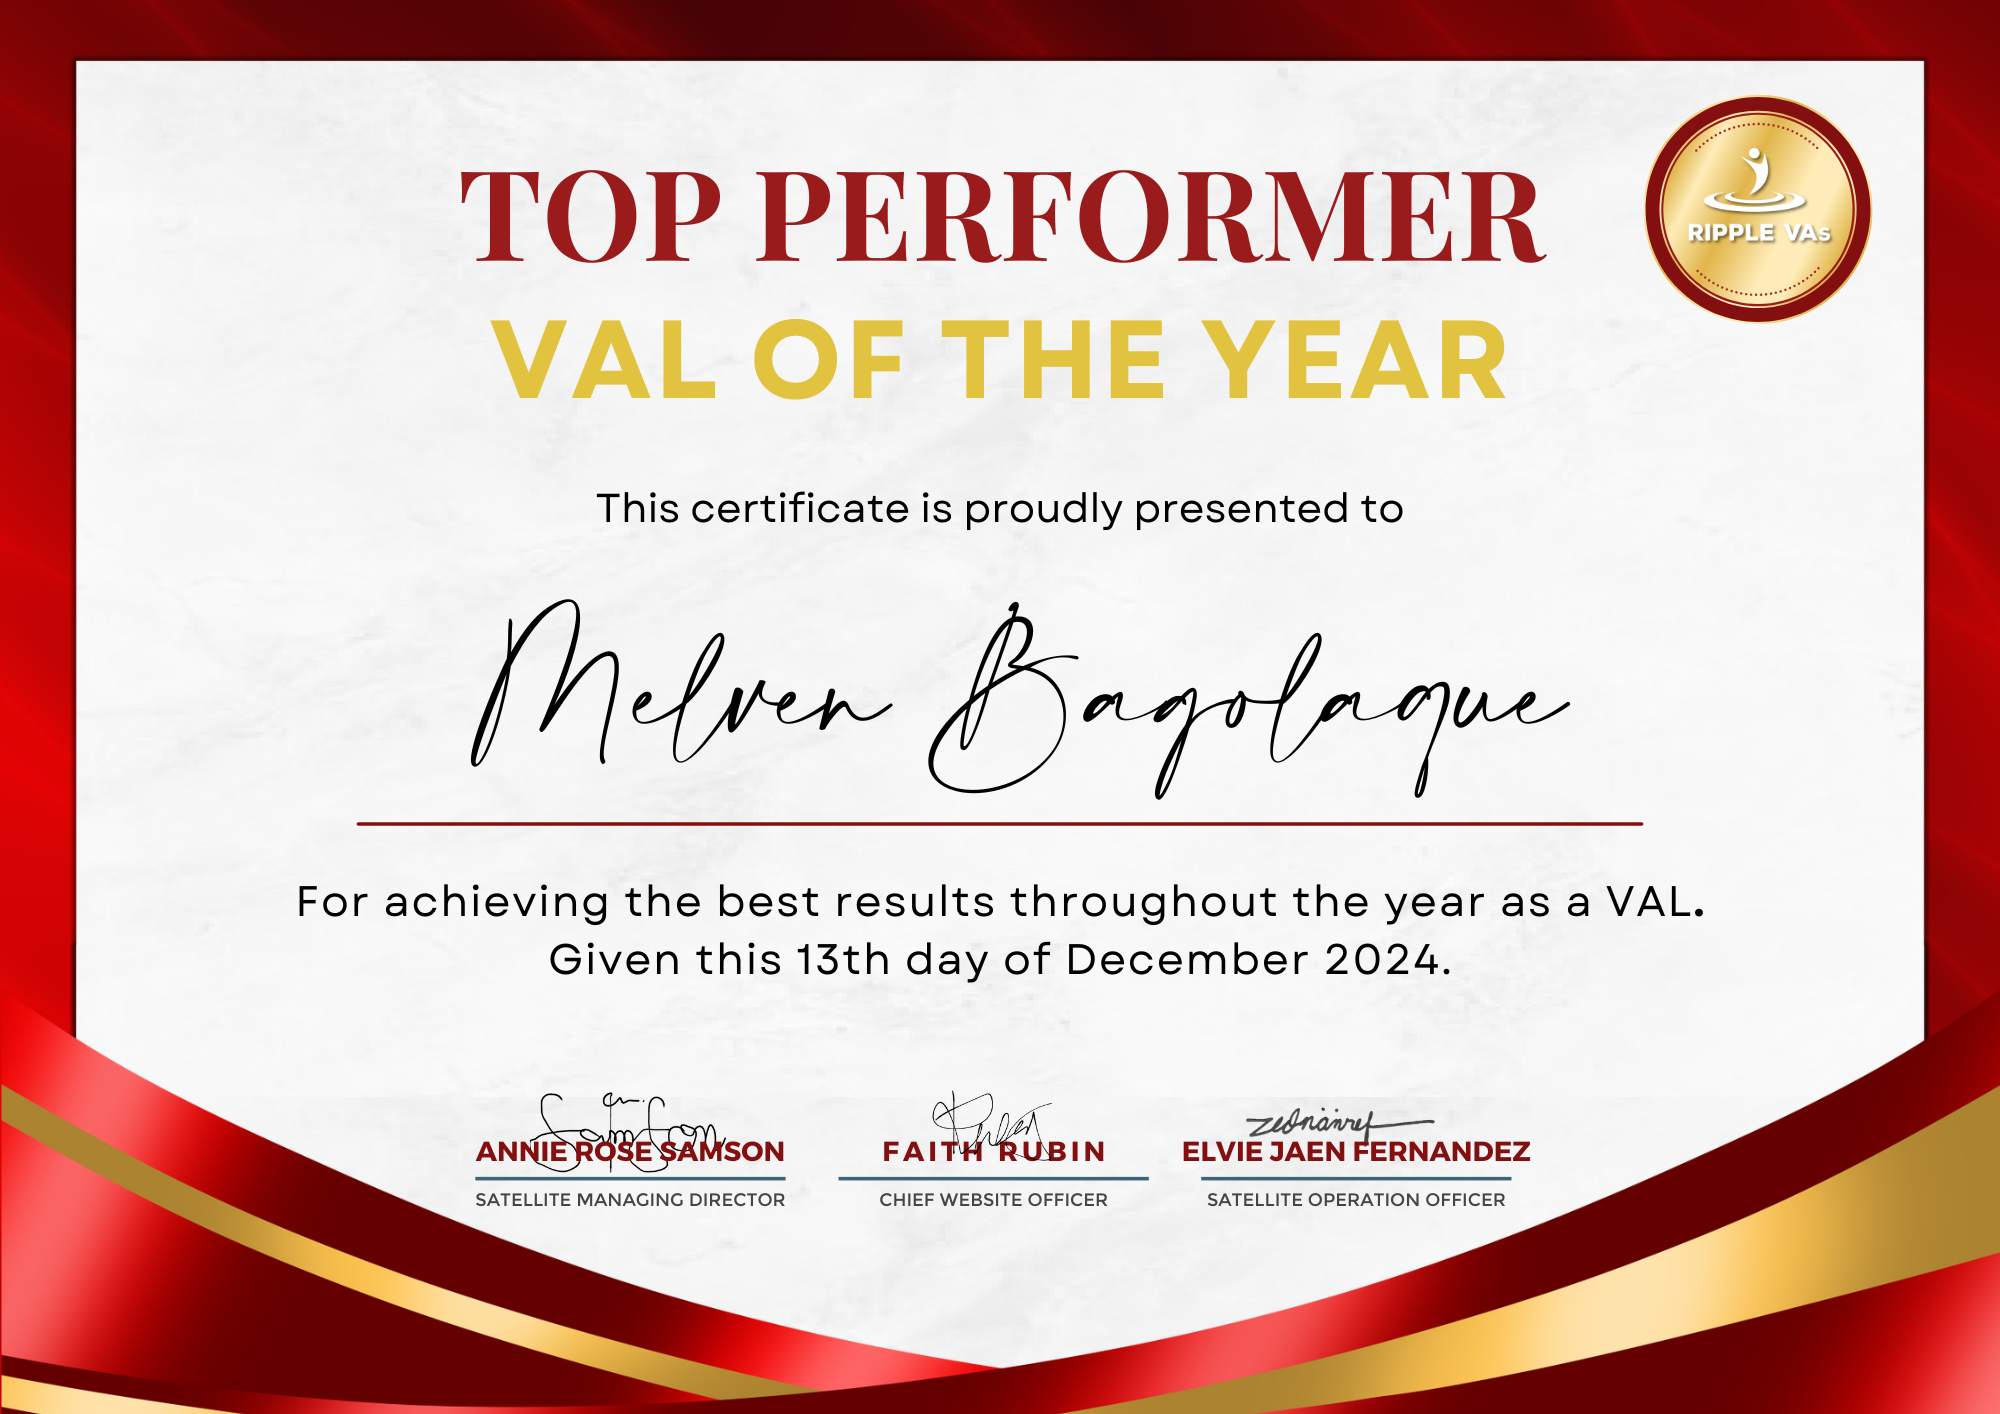 TOP PERFORMER
RIPPLE VAs
VAL OF THE YEAR
This certificate is proudly presented to
Melven Bagolaque
For achieving the best results throughout the year as a VAL.
Given this 13th day of December 2024.
ANNIE ROSE SAMSON
SATELLITE MANAGING DIRECTOR
FAITH RUBIN
CHIEF WEBSITE OFFICER
ELVIE JAEN FERNANDEZ
SATELLITE OPERATION OFFICER